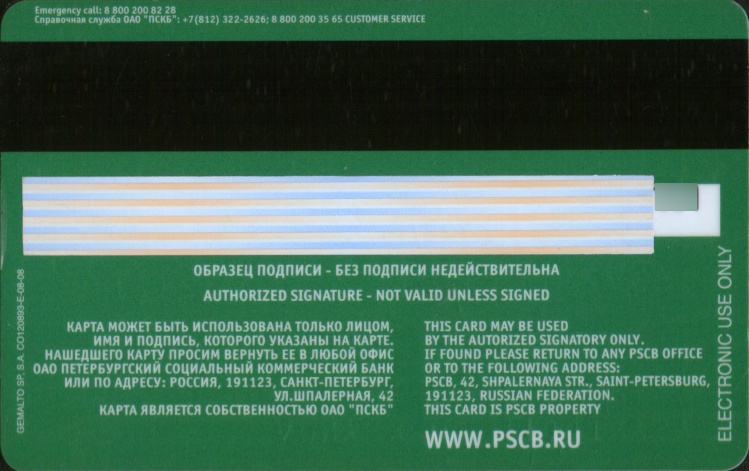 Emergency call: 8 800 200 82 28
Справочная служба ОАО "ПСКБ": +7(812) 322-2626; 8 800 200 35 65 CUSTOMER SERVICE
ОБРАЗЕЦ ПОДПИСИ - БЕЗ ПОДПИСИ НЕДЕЙСТВИТЕЛЬНА
AUTHORIZED SIGNATURE - NOT VALID UNLESS SIGNED
КАРТА МОЖЕТ БЫТЬ ИСПОЛЬЗОВАНА ТОЛЬКО ЛИЦОМ,
ИМЯ И ПОДПИСЬ, КОТОРОГО УКАЗАНЫ НА КАРТЕ.
НАШЕДШЕГО КАРТУ ПРОСИМ ВЕРНУТЬ ЕЕ В ЛЮБОЙ ОФИС
ОАО ПЕТЕРБУРГСКИЙ СОЦИАЛЬНЫЙ КОММЕРЧЕСКИЙ БАНК
ИЛИ ПО АДРЕСУ: РОССИЯ, 191123, САНКТ-ПЕТЕРБУРГ,
УЛ.ШПАЛЕРНАЯ, 42
КАРТА ЯВЛЯЕТСЯ СОБСТВЕННОСТЬЮ ОАО "ПСКБ"
THIS CARD MAY BE USED
BY THE AUTORIZED SIGNATORY ONLY.
IF FOUND PLEASE RETURN TO ANY PSCB OFFICE
OR TO THE FOLLOWING ADDRESS:
PSCB, 42, SHPALERNAYA STR., SAINT-PETERSBURG,
191123, RUSSIAN FEDERATION.
THIS CARD IS PSCB PROPERTY
WWW.PSCB.RU
GEMALTO SP. S.A. CO120893-E-08-08
ELECTRONIC USE ONLY